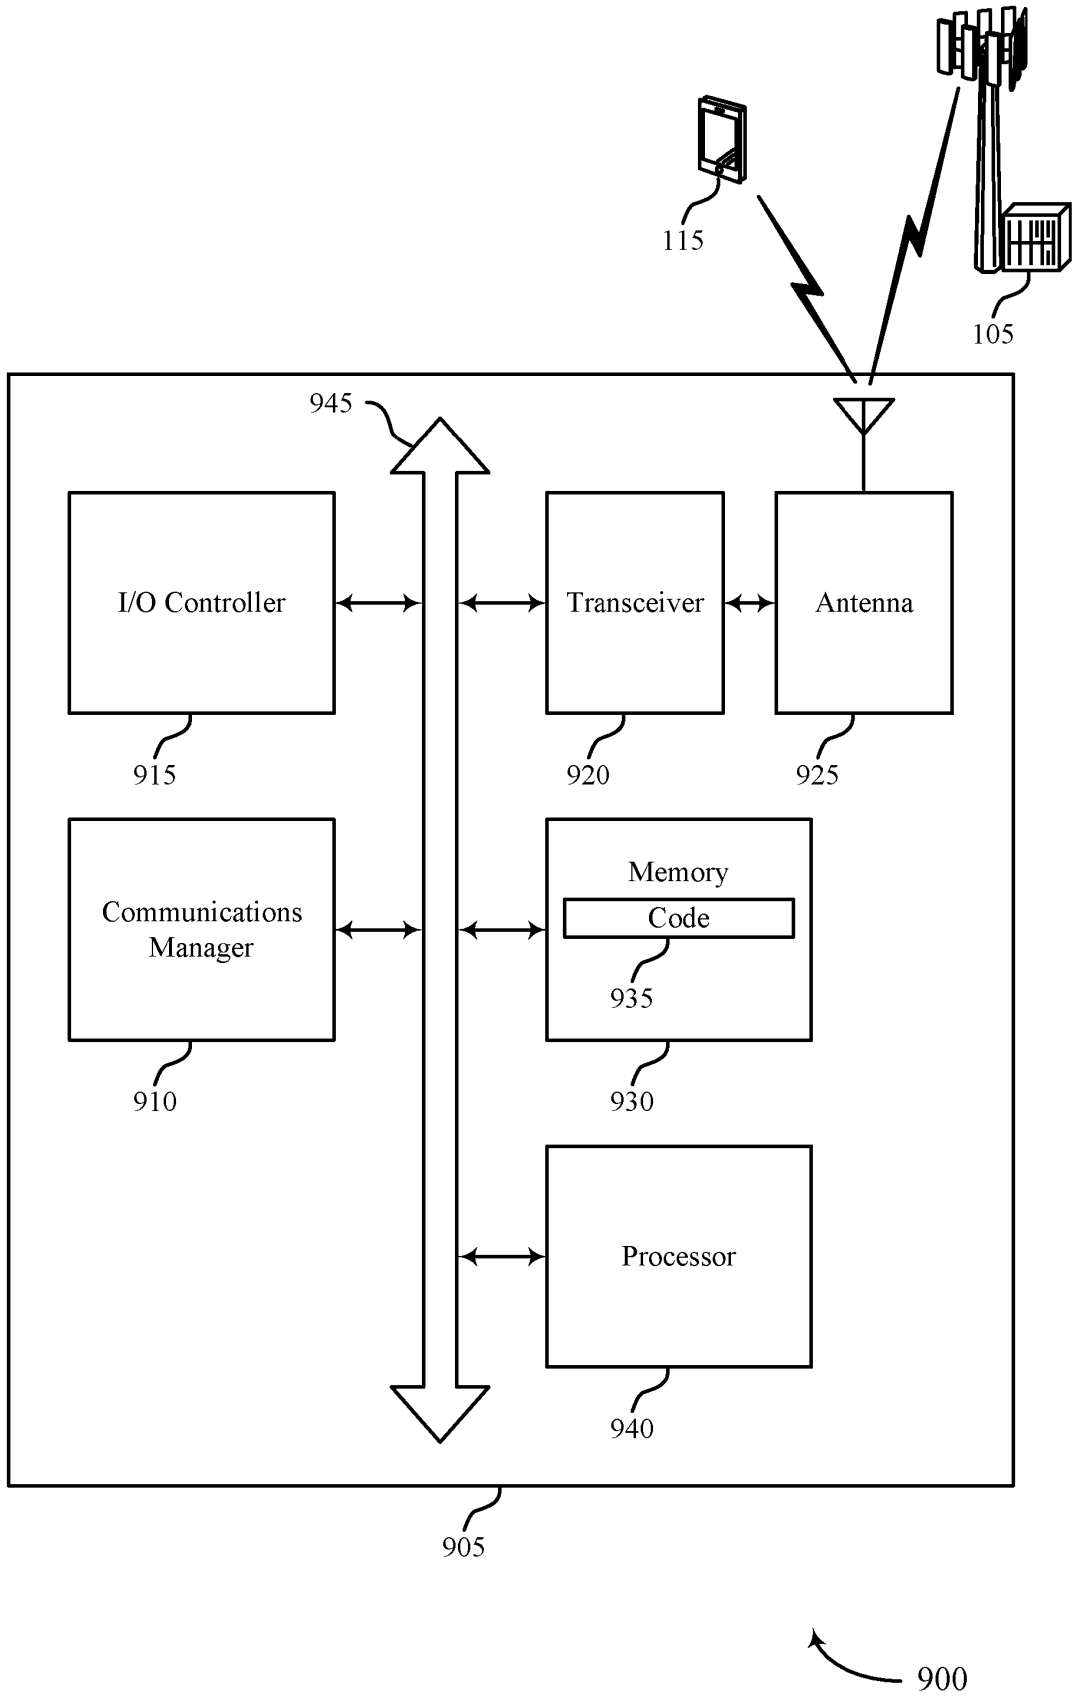 115
105
945
I/O Controller
Transceiver
Antenna
915
920
925
Communications
Manager
Memory
Code
935
910
930
Processor
940
905
900